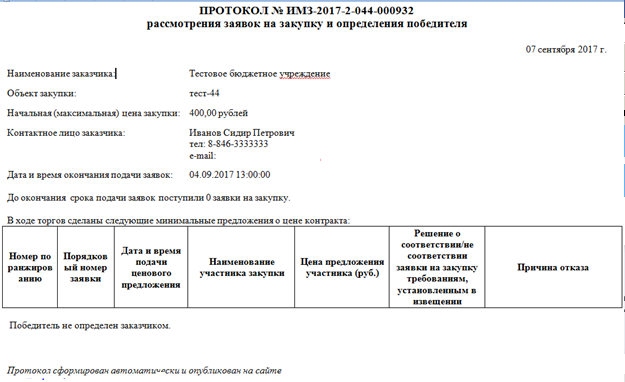 ПРОТОКОЛ № ИМЗ-2017-2-044-000932
рассмотрения заявок на закупку и определения победителя
07 сентября 2017 г.
Наименование заказчика: Тестовое бюджетное учреждение
Объект закупки: тест-44
Начальная (максимальная) цена закупки: 400,00 рублей
Контактное лицо заказчика: Иванов Сидир Петрович
тел: 8-846-3333333
e-mail:
Дата и время окончания подачи заявок: 04.09.2017 13:00:00
До окончания срока подачи заявок поступили 0 заявки на закупку.
В ходе торгов сделаны следующие минимальные предложения о цене контракта:
Номер по
ранжиров
анию
Порядков
ый номер
заявки
Дата и время
подачи
ценового
предложения
Наименование
участника закупки
Цена предложения
участника (руб.)
Решение о
соответствии/не
соответствии
заявки на закупку
требованиям,
установленным в
извещении
Причина отказа
Победитель не определен заказчиком.
Протокол сформирован автоматически и опубликован на сайте